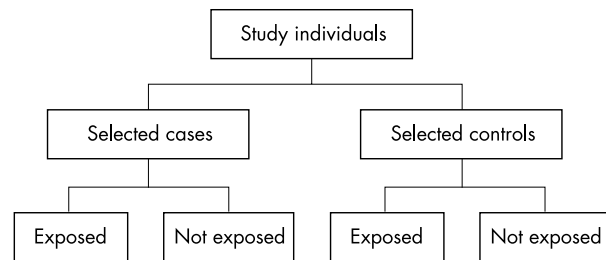 Study individuals
Selected cases
Selected controls
Exposed
Not exposed
Exposed
Not exposed